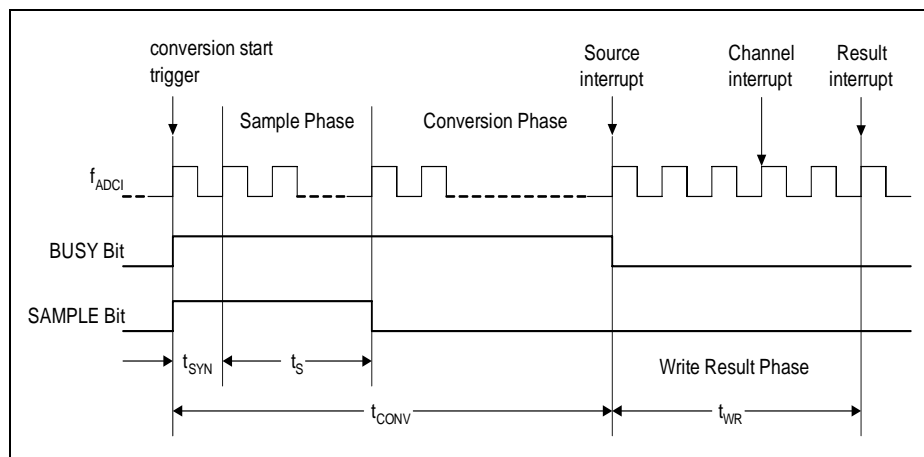 conversion start
trigger
Source
interrupt
Channel
interrupt
Result
interrupt
Sample Phase
Conversion Phase
fADCI
BUSY Bit
SAMPLE Bit
tSYN
tS
Write Result Phase
tCONV
tWR